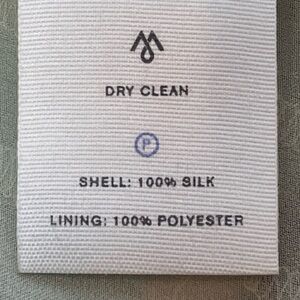 DRY CLEAN
P
SHELL: 100% SILK
LINING: 100% POLYESTER